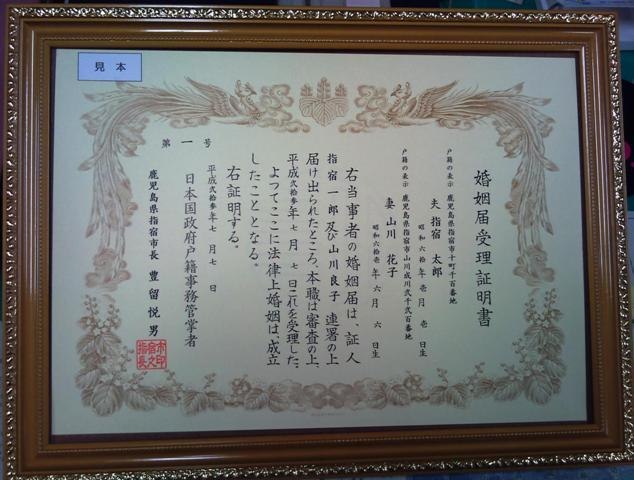 見本
婚姻届受理証明書
戸籍の表示 鹿児島県指宿市十町千百番地
夫 指宿 太郎
昭和六拾年壱月壱日生
戸籍の表示 鹿児島県指宿市山川成川弐千弐百番地
妻 山川 花子
昭和六拾壱年六月六日生
右当事者の婚姻届は、証人
指宿一郎及び山川良子 連署の上
届け出られたところ、本職は審査の上、
平成弐拾参年七月七日これを受理した。
よつてここに法律上婚姻は、成立
したこととなる。
右証明する。
第一号
平成弐拾参年七月七日
日本国政府戸籍事務管掌者
鹿児島県指宿市長 豊留悦男
指宿市長之印